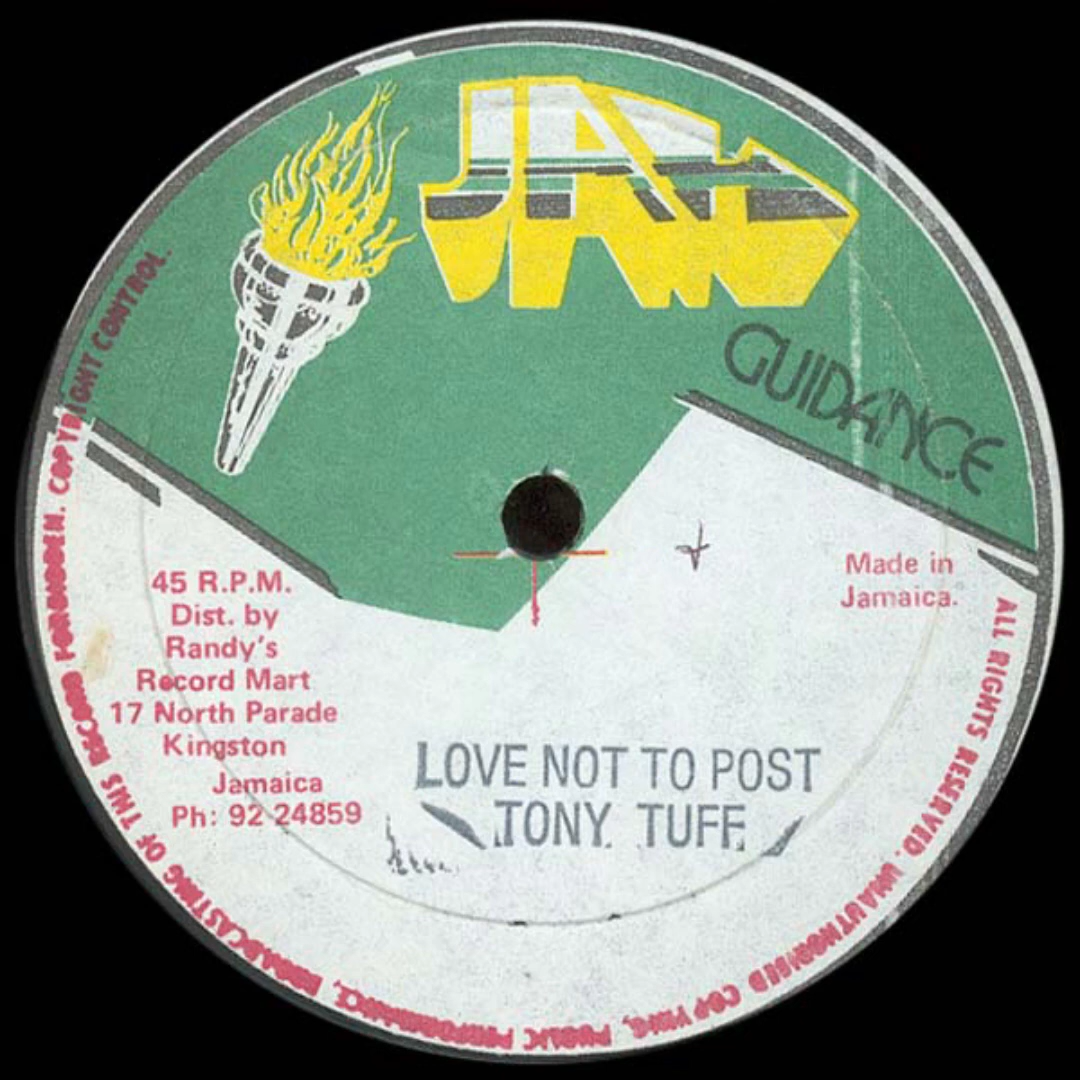 JAH
GUIDANCE
Made in
Jamaica.
45 R.P.M.
Dist. by
Randy's
Record Mart
17 North Parade
Kingston
Jamaica
Ph: 92 24859
LOVE NOT TO POST
TONY TUFF
ALL RIGHTS RESERVED. UNAUTHORISED COPYING, PUBLIC PERFORMANCE, BROADCASTING OF THIS RECORD FORBIDDEN. COPYRIGHT CONTROL.